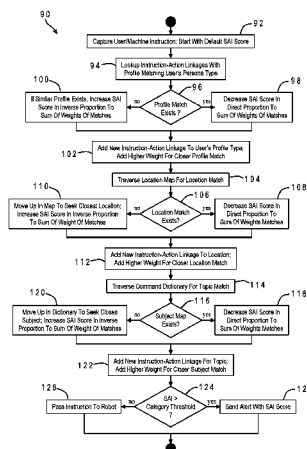 90
92
Capture User/Machine Instruction; Start With Default SAI Score
94
Lookup Instruction-Action Linkages With
Profile Matching User's Persona Type
100
If Similar Profile Exists, Increase SAI
Score In Inverse Proportion To
Sum Of Weights Of Matches
no
96
Profile Match
Exists?
yes
98
Decrease SAI Score In
Direct Proportion To
Sum Of Weights Of Matches
102
Add New Instruction-Action Linkage To User's Profile Type;
Add Higher Weight For Closer Profile Match
Traverse Location Map For Location Match
104
110
Move Up In Map To Seek Closest Location;
Increase SAI Score In Inverse Proportion
To Sum Of Weight Of Matches
no
106
Location Match
Exists?
yes
108
Decrease SAI Score In
Direct Proportion To
Sum Of Weight Of Matches
112
Add New Instruction-Action Linkage To Location;
Add Higher Weight For Closer Location Match
Traverse Command Dictionary For Topic Match
114
120
Move Up In Dictionary To Seek Close
Subject; Increase SAI Score In Inverse
Proportion To Sum Of Weight Of Matches
no
116
Subject Map
Exists?
yes
118
Decrease SAI Score In
Direct Proportion To
Sum Of Weight Of Matches
122
Add New Instruction-Action Linkage For Topic;
Add Higher Weight For Closer Subject Match
128
Pass Instruction To Robot
no
124
SAI >
Category Threshold
?
yes
12
Send Alert With SAI Score